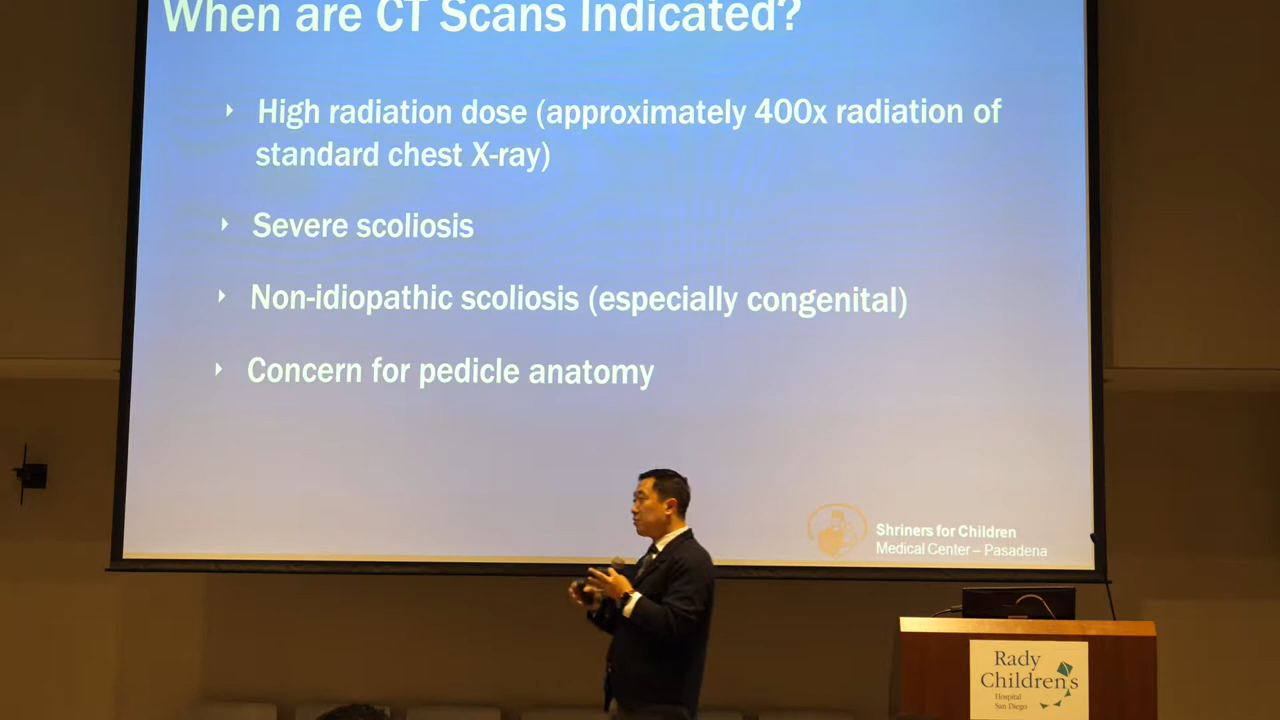 When are CT Scans Indicated?
High radiation dose (approximately 400x radiation of
standard chest X-ray)
Severe scoliosis
Non-idiopathic scoliosis (especially congenital)
Concern for pedicle anatomy
Shriners for Children
Medical Center – Pasadena
Rady
Children's
Hospital
San Diego